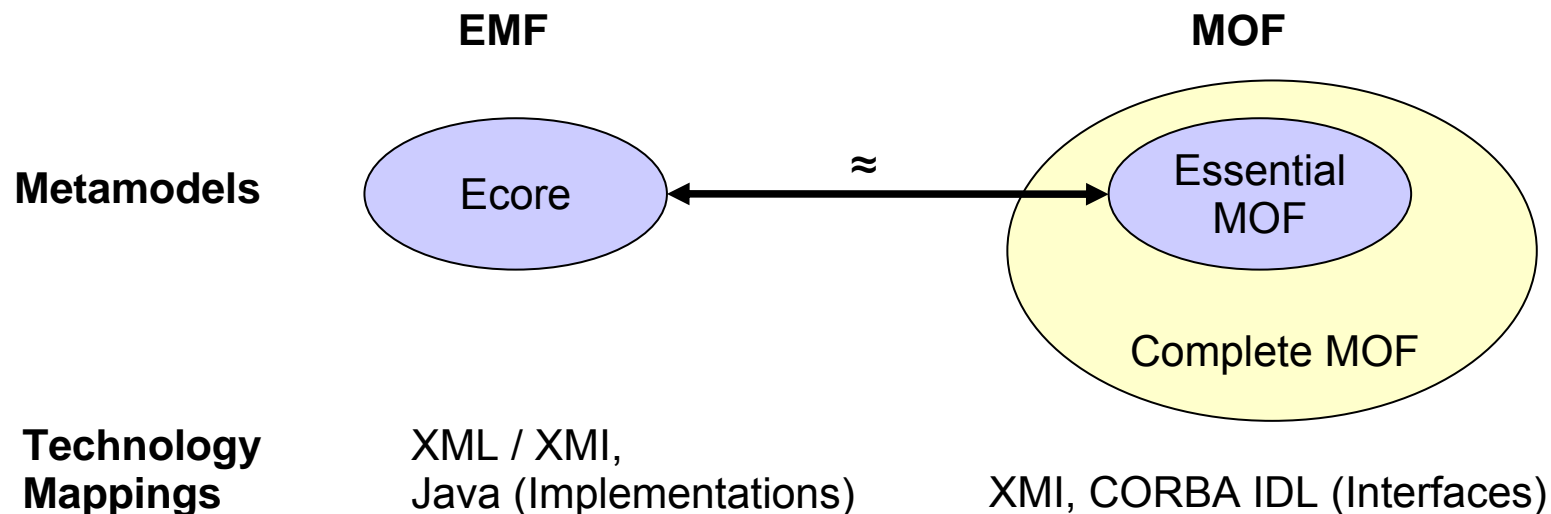 EMF
MOF
Metamodels
Ecore
≈
Essential
MOF
Complete MOF
Technology
Mappings
XML / XMI,
Java (Implementations)
XMI, CORBA IDL (Interfaces)